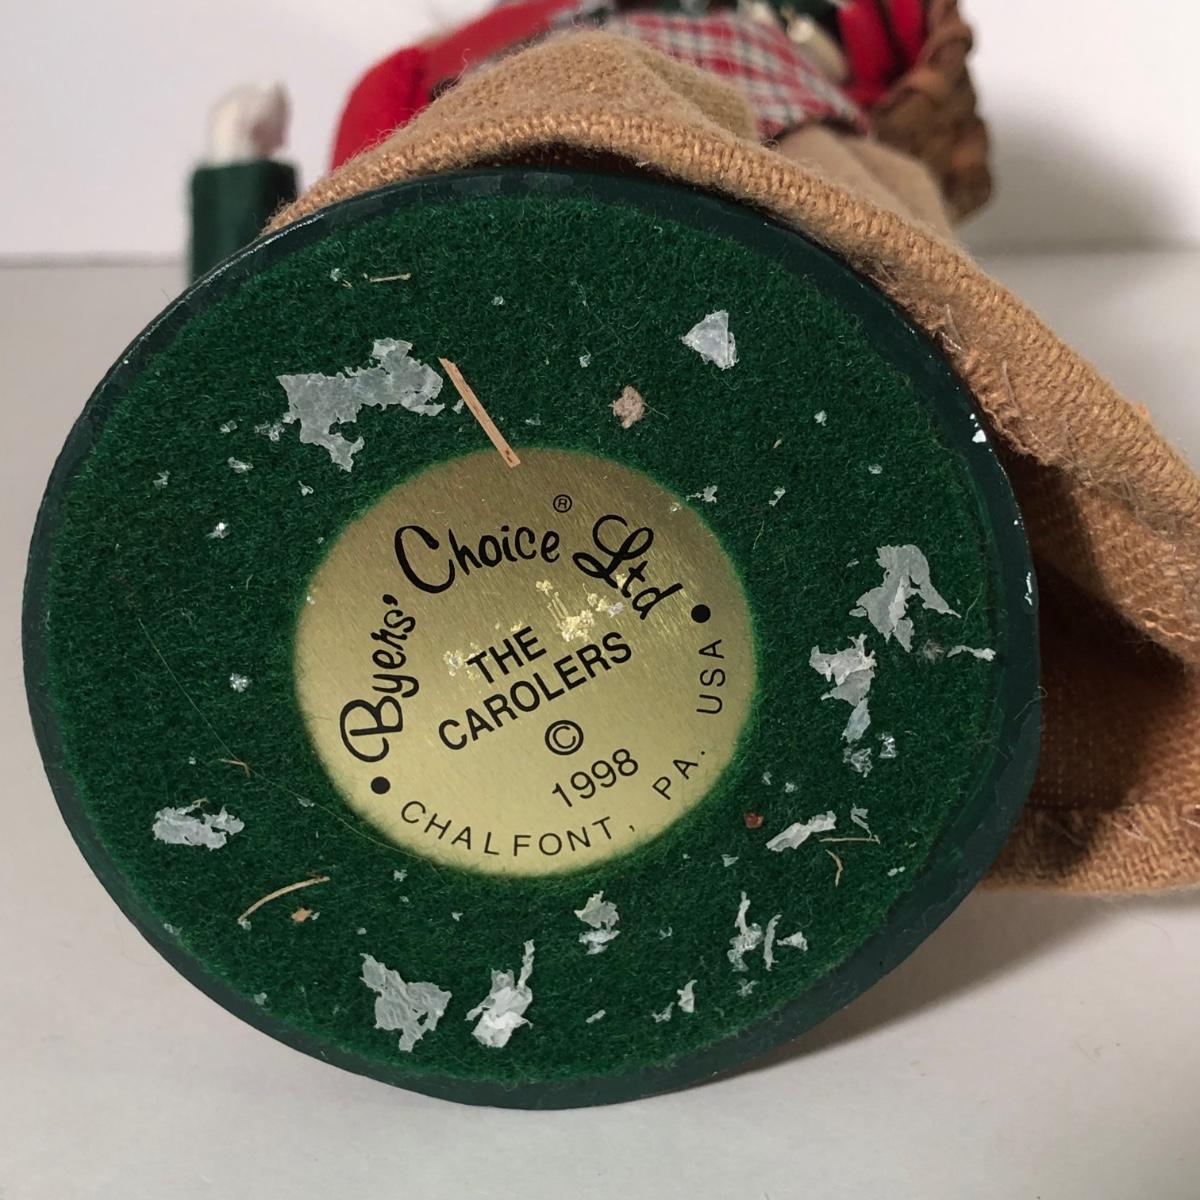 Byers' Choice® Ltd
THE
CAROLERS
©
1998
• CHALFONT, PA. USA •